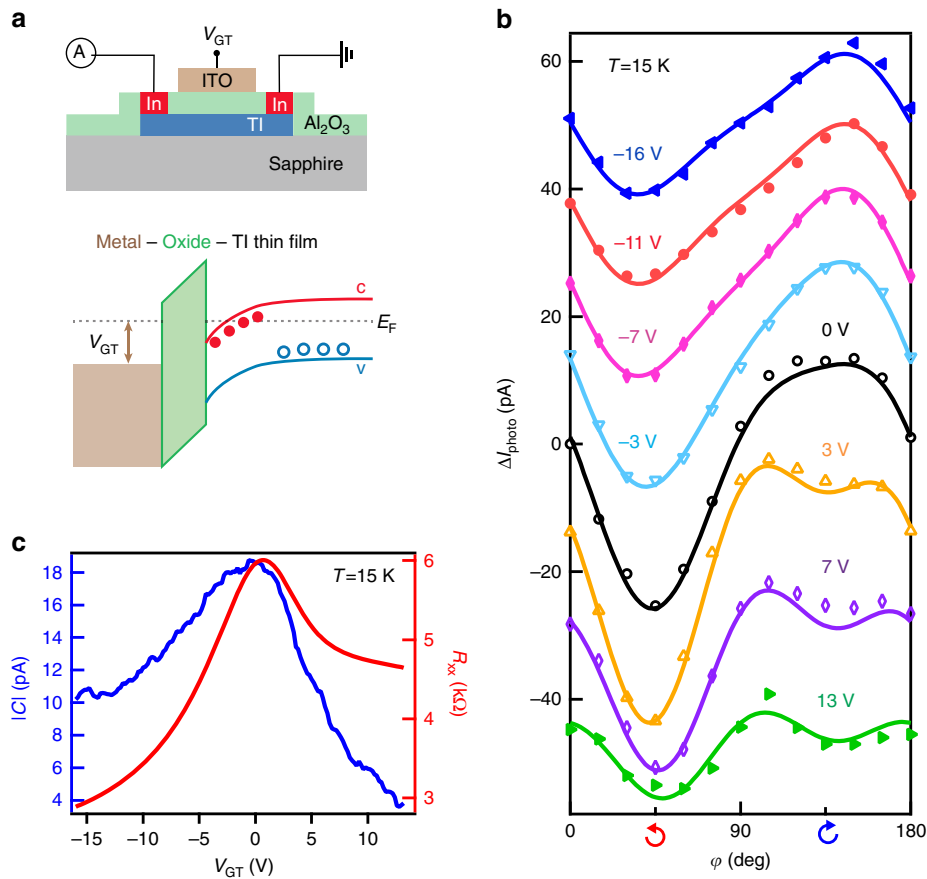 a
A
V_GT
ITO
In
In
TI
Al₂O₃
Sapphire
Metal – Oxide – TI thin film
c
E_F
V_GT
v
b
T=15 K
60
40
20
0
−20
−40
ΔI_photo (pA)
−16 V
−11 V
−7 V
−3 V
0 V
3 V
7 V
13 V
0
90
180
φ (deg)
c
T=15 K
18
16
14
12
10
8
6
4
|C| (pA)
6
5
4
3
R_xx (kΩ)
−15
−10
−5
0
5
10
V_GT (V)